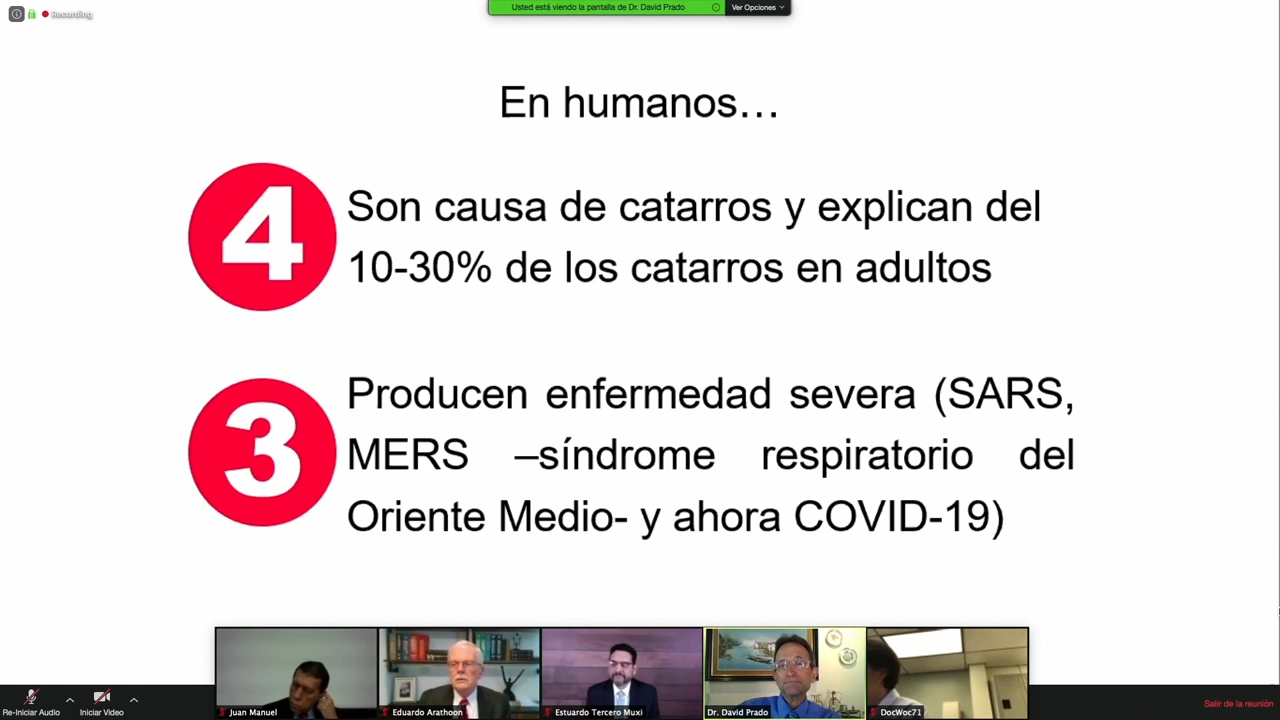 Recording
Usted está viendo la pantalla de Dr. David Prado
Ver Opciones
En humanos…
4
Son causa de catarros y explican del
10-30% de los catarros en adultos
3
Producen enfermedad severa (SARS,
MERS –síndrome respiratorio del
Oriente Medio- y ahora COVID-19)
Juan Manuel
Eduardo Arathoon
Estuardo Tercero Muxi
Dr. David Prado
DocWoc71
Re-Iniciar Audio
Iniciar Video
Salir de la reunión